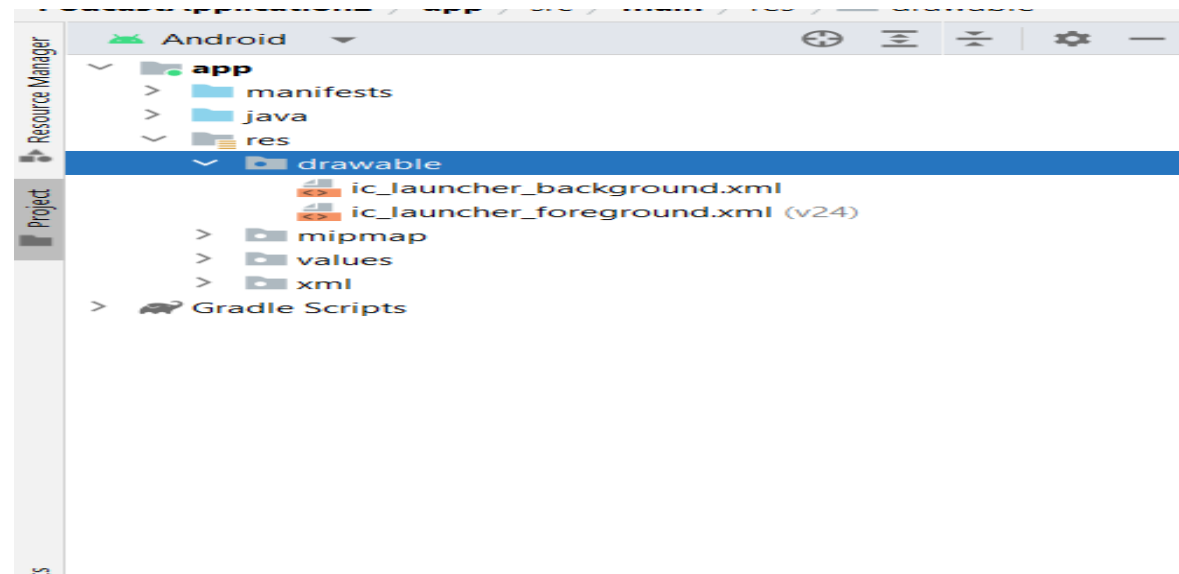 Android
app
manifests
java
res
drawable
ic_launcher_background.xml
ic_launcher_foreground.xml (v24)
mipmap
values
xml
Gradle Scripts
Resource Manager
Project